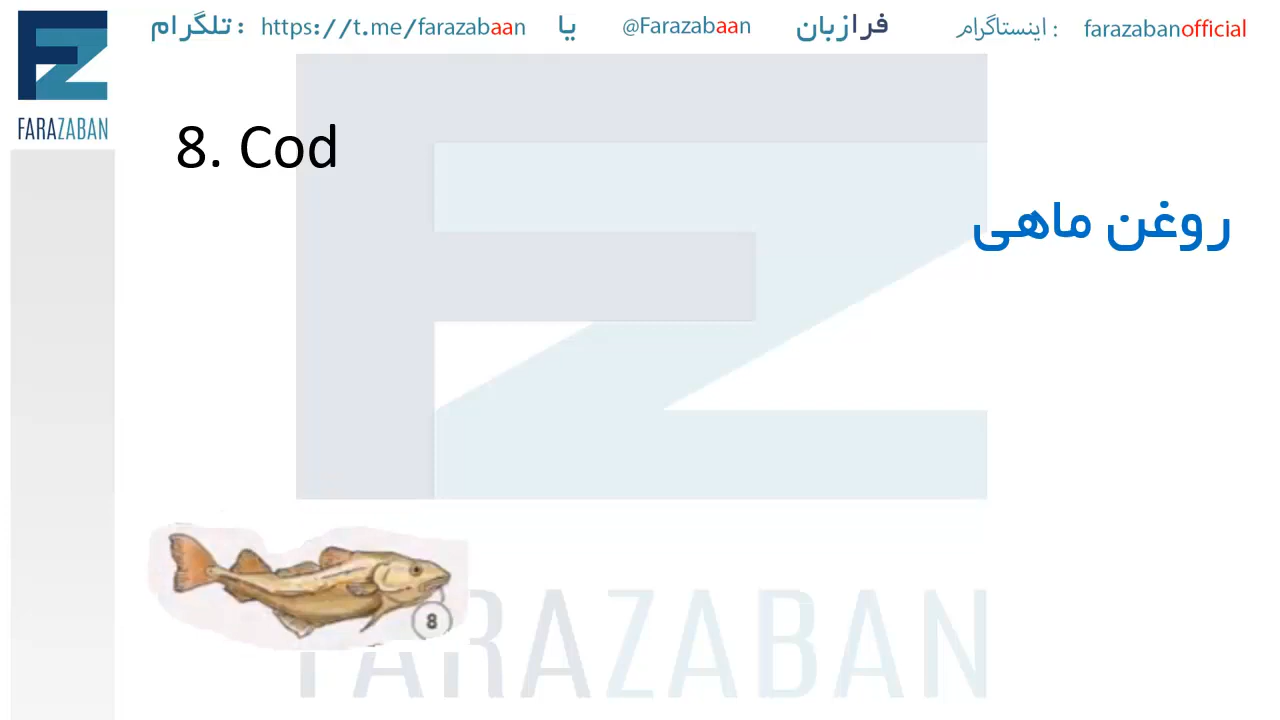 تلگرام : https://t.me/farazabaan یا @Farazabaan فرازبان اینستاگرام : farazabanofficial
FARAZABAN
8. Cod
روغن ماهی
8
FARAZABAN